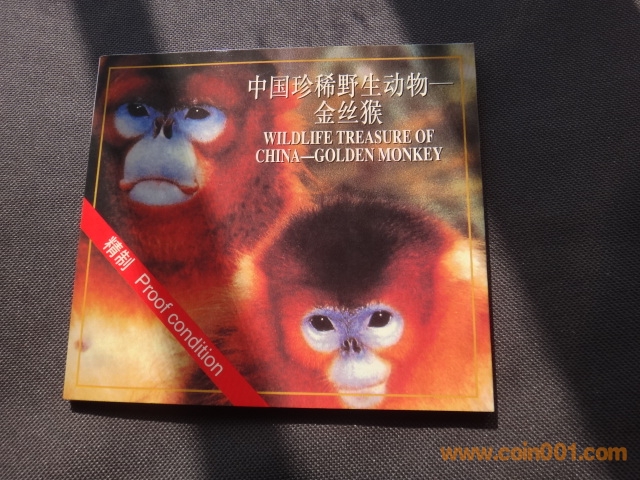 中国珍稀野生动物—
金丝猴
WILDLIFE TREASURE OF
CHINA—GOLDEN MONKEY
精制 Proof condition
www.coin001.com